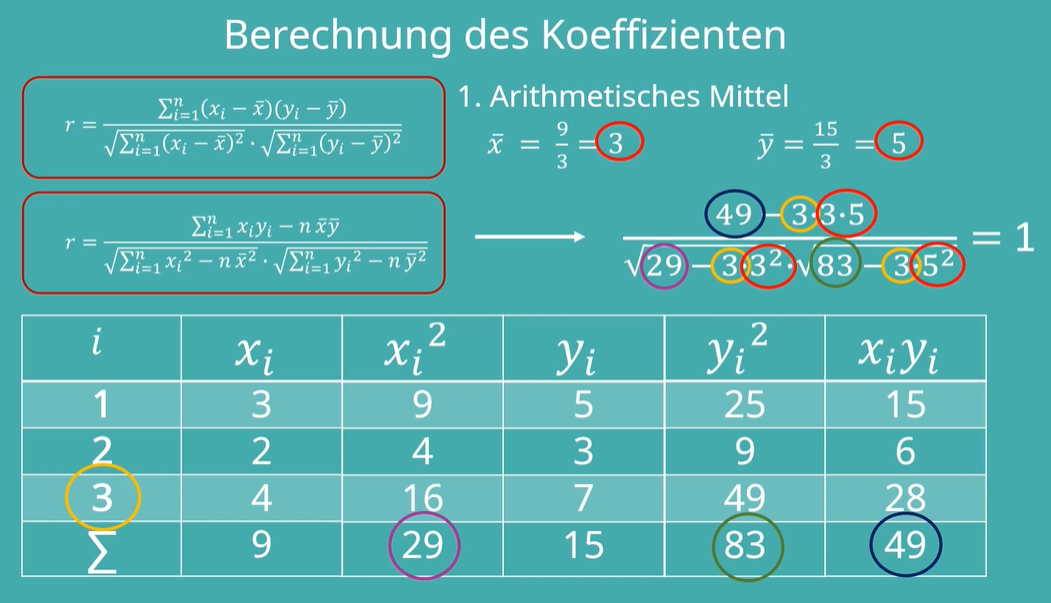 Berechnung des Koeffizienten
r = \frac{\sum_{i=1}^{n}(x_i - \bar{x})(y_i - \bar{y})}{\sqrt{\sum_{i=1}^{n}(x_i - \bar{x})^2} \cdot \sqrt{\sum_{i=1}^{n}(y_i - \bar{y})^2}}
1. Arithmetisches Mittel
\bar{x} = \frac{9}{3} = 3 \bar{y} = \frac{15}{3} = 5
r = \frac{\sum_{i=1}^{n} x_i y_i - n \bar{x}\bar{y}}{\sqrt{\sum_{i=1}^{n} x_i^2 - n \bar{x}^2} \cdot \sqrt{\sum_{i=1}^{n} y_i^2 - n \bar{y}^2}}
\frac{49 - 3 \cdot 3 \cdot 5}{\sqrt{29 - 3 \cdot 3^2} \cdot \sqrt{83 - 3 \cdot 5^2}} = 1
i x_i x_i^2 y_i y_i^2 x_i y_i
1 3 9 5 25 15
2 2 4 3 9 6
3 4 16 7 49 28
∑ 9 29 15 83 49